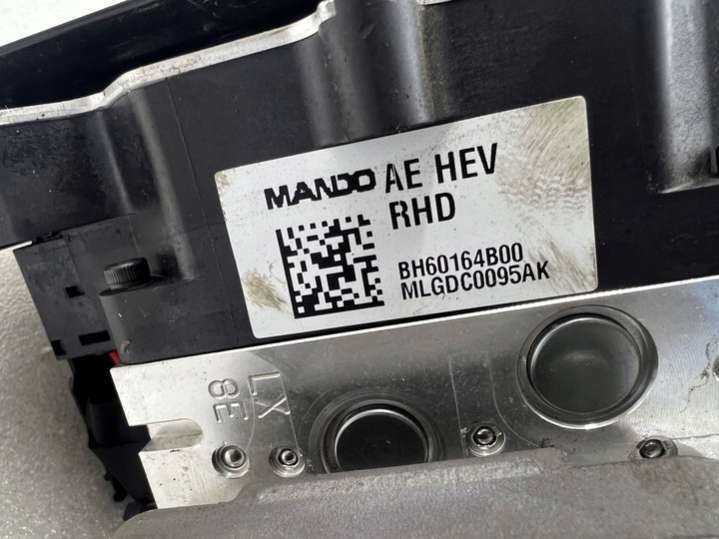 MANDO AE HEV
RHD
BH60164B00
MLGDC0095AK
LX
8E